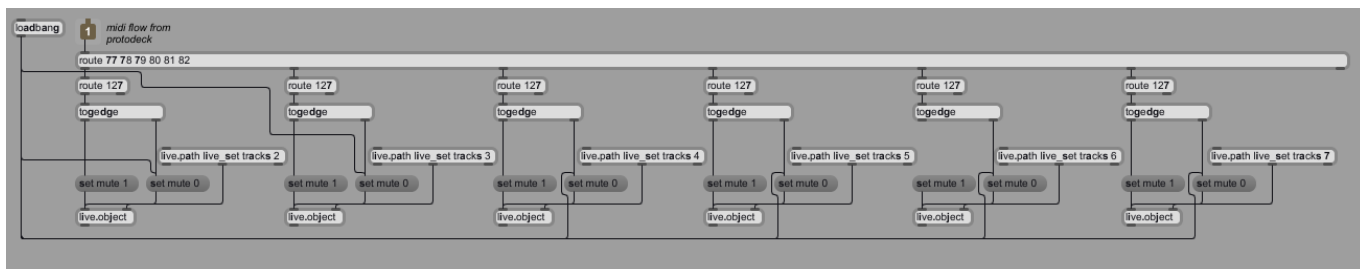 loadbang
1
midi flow from
protodeck
route 77 78 79 80 81 82
route 127
route 127
route 127
route 127
route 127
route 127
togedge
togedge
togedge
togedge
togedge
togedge
live.path live_set tracks 2
live.path live_set tracks 3
live.path live_set tracks 4
live.path live_set tracks 5
live.path live_set tracks 6
live.path live_set tracks 7
set mute 1
set mute 0
set mute 1
set mute 0
set mute 1
set mute 0
set mute 1
set mute 0
set mute 1
set mute 0
set mute 1
set mute 0
live.object
live.object
live.object
live.object
live.object
live.object